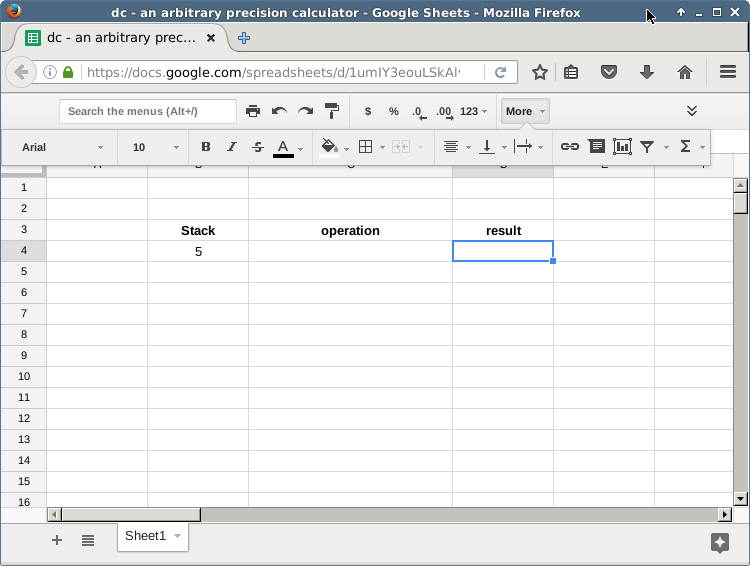 dc - an arbitrary precision calculator - Google Sheets - Mozilla Firefox
dc - an arbitrary prec...
https://docs.google.com/spreadsheets/d/1umIY3eouLSkAl
Search the menus (Alt+/)
$ % .0 .00 123
More
Arial 10 B I S A Σ
1
2
3 Stack operation result
4 5
5
6
7
8
9
10
11
12
13
14
15
16
Sheet1